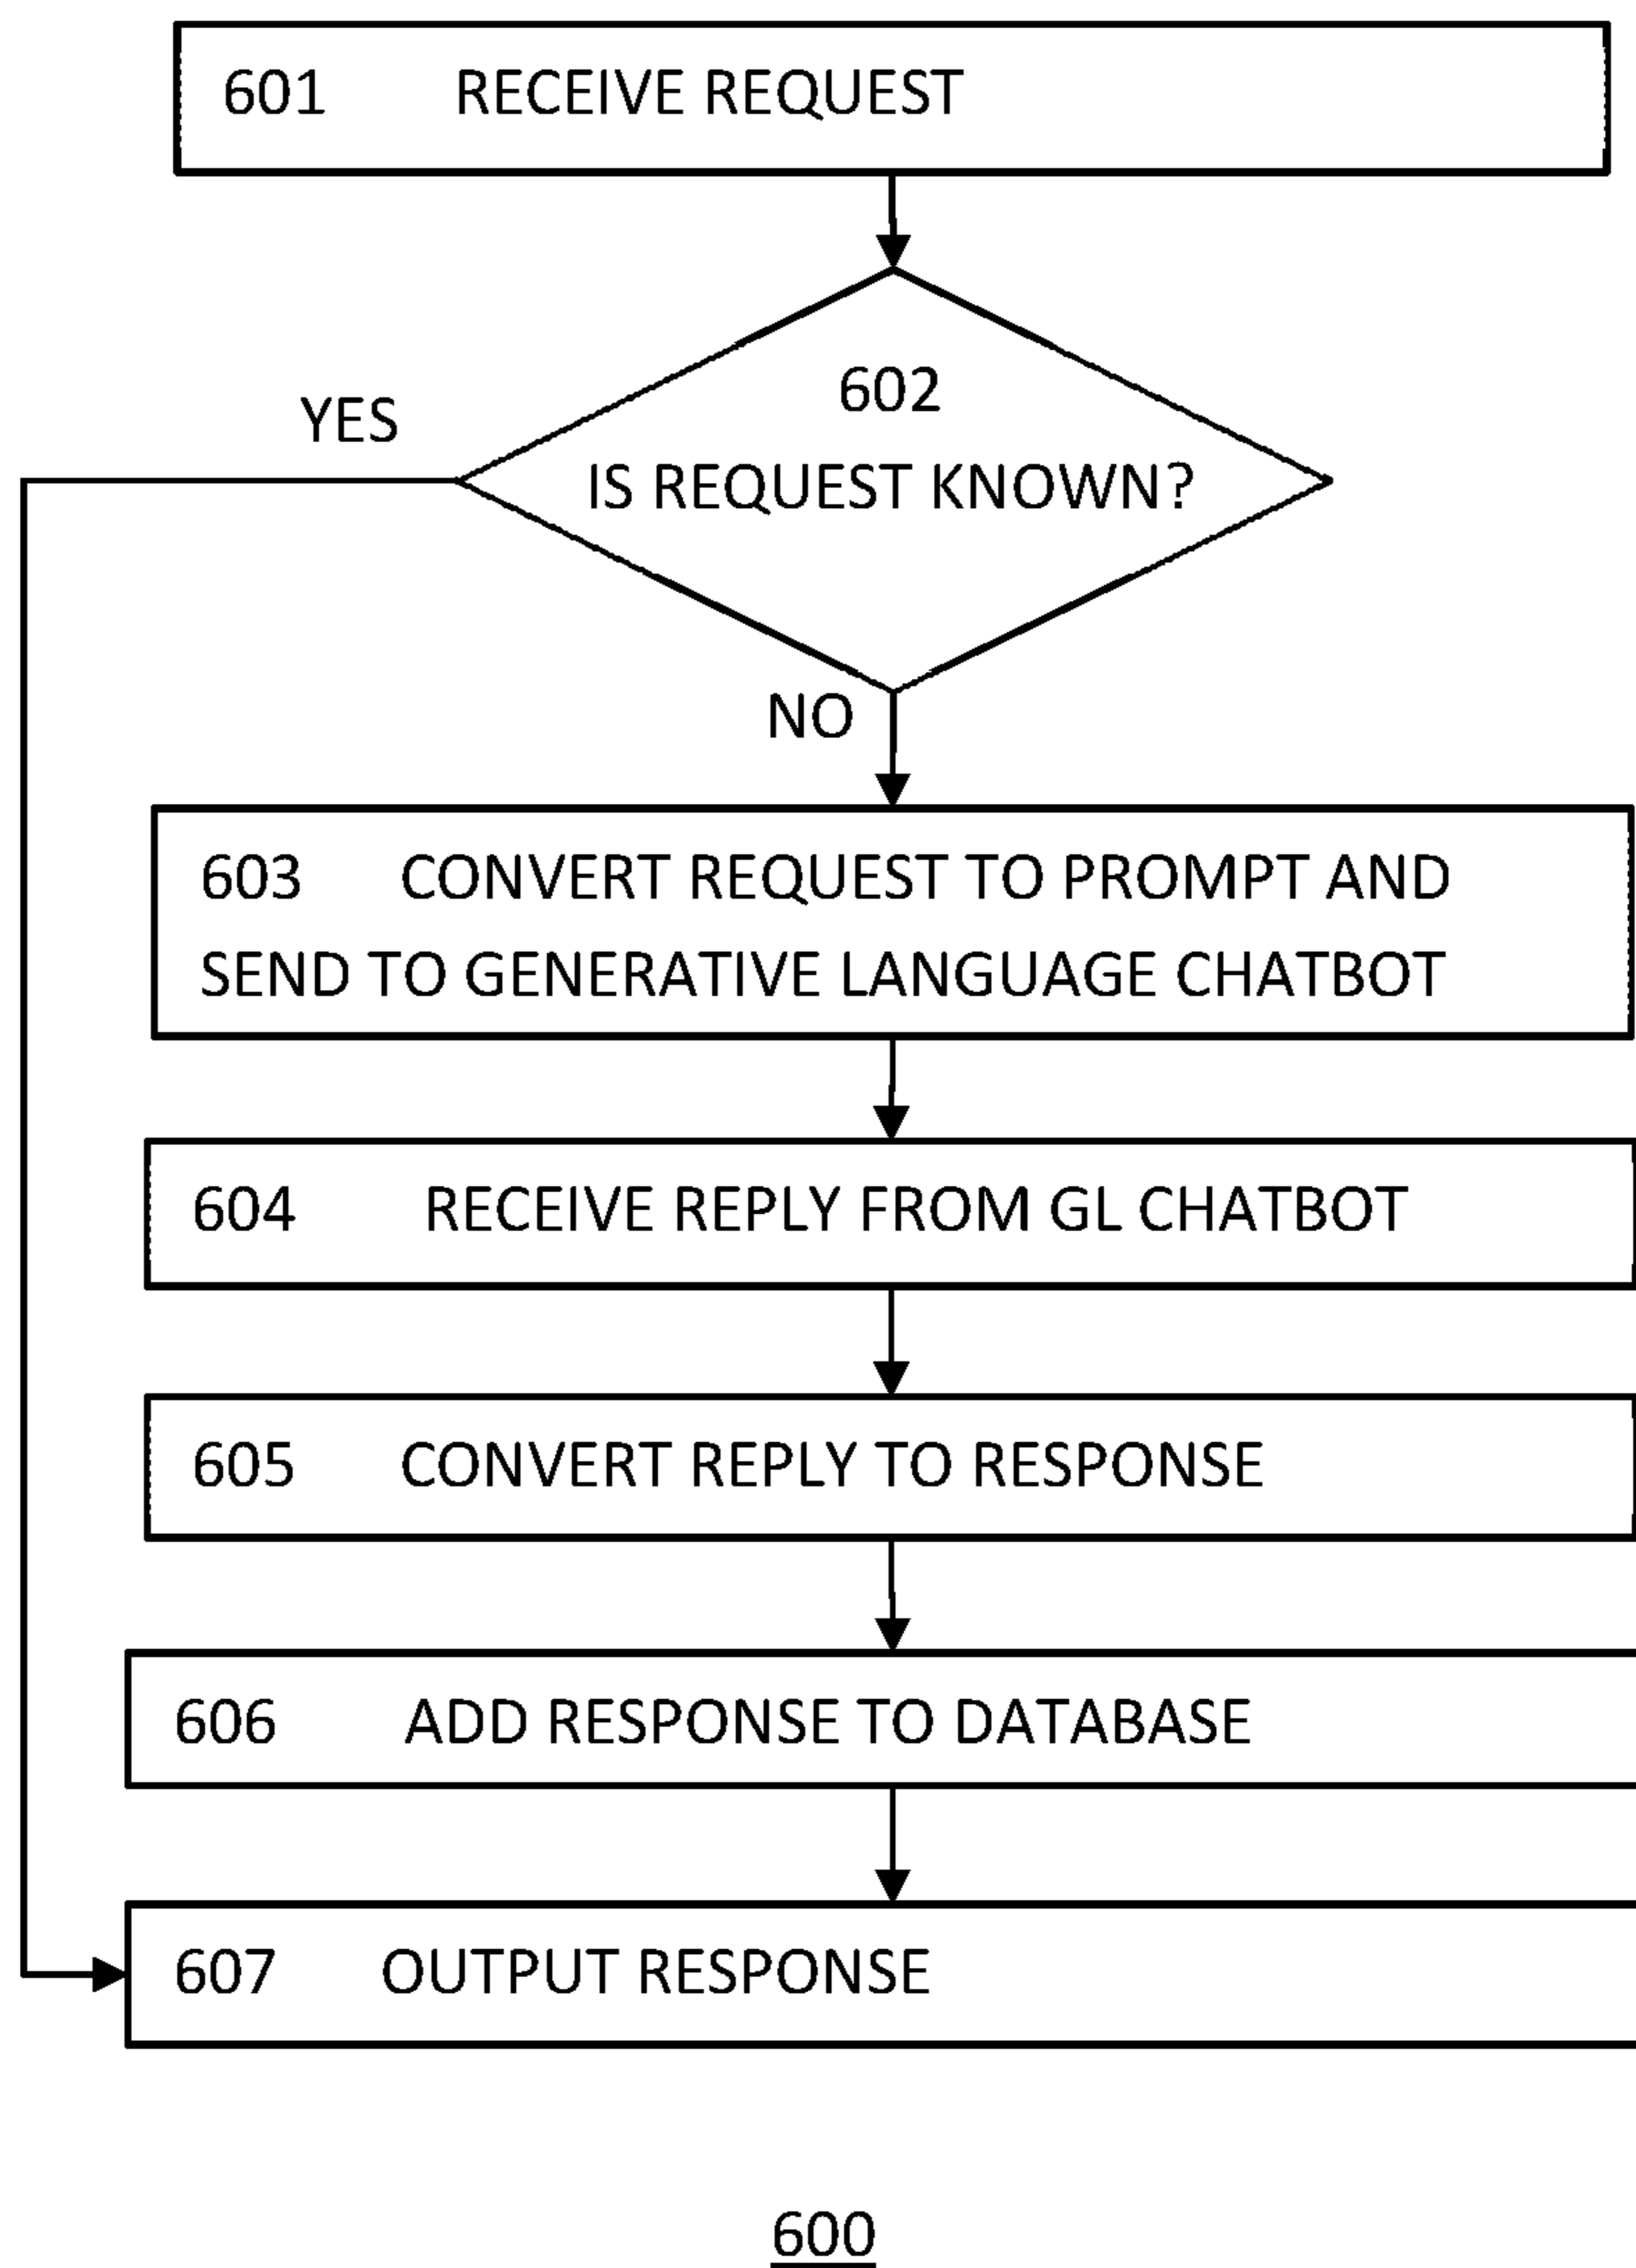 601 RECEIVE REQUEST
602
IS REQUEST KNOWN?
YES
NO
603 CONVERT REQUEST TO PROMPT AND
SEND TO GENERATIVE LANGUAGE CHATBOT
604 RECEIVE REPLY FROM GL CHATBOT
605 CONVERT REPLY TO RESPONSE
606 ADD RESPONSE TO DATABASE
607 OUTPUT RESPONSE
600